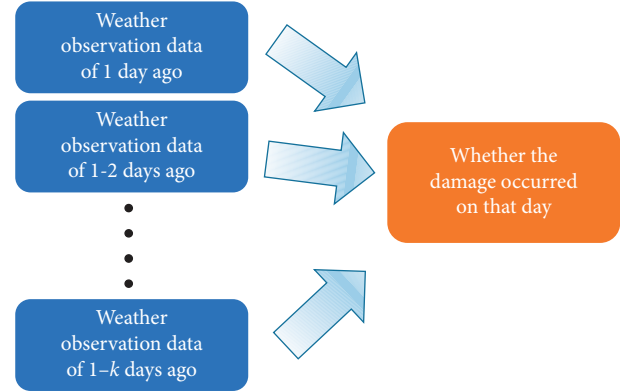 Weather
observation data
of 1 day ago
Weather
observation data
of 1-2 days ago
Weather
observation data
of 1–k days ago
Whether the
damage occurred
on that day